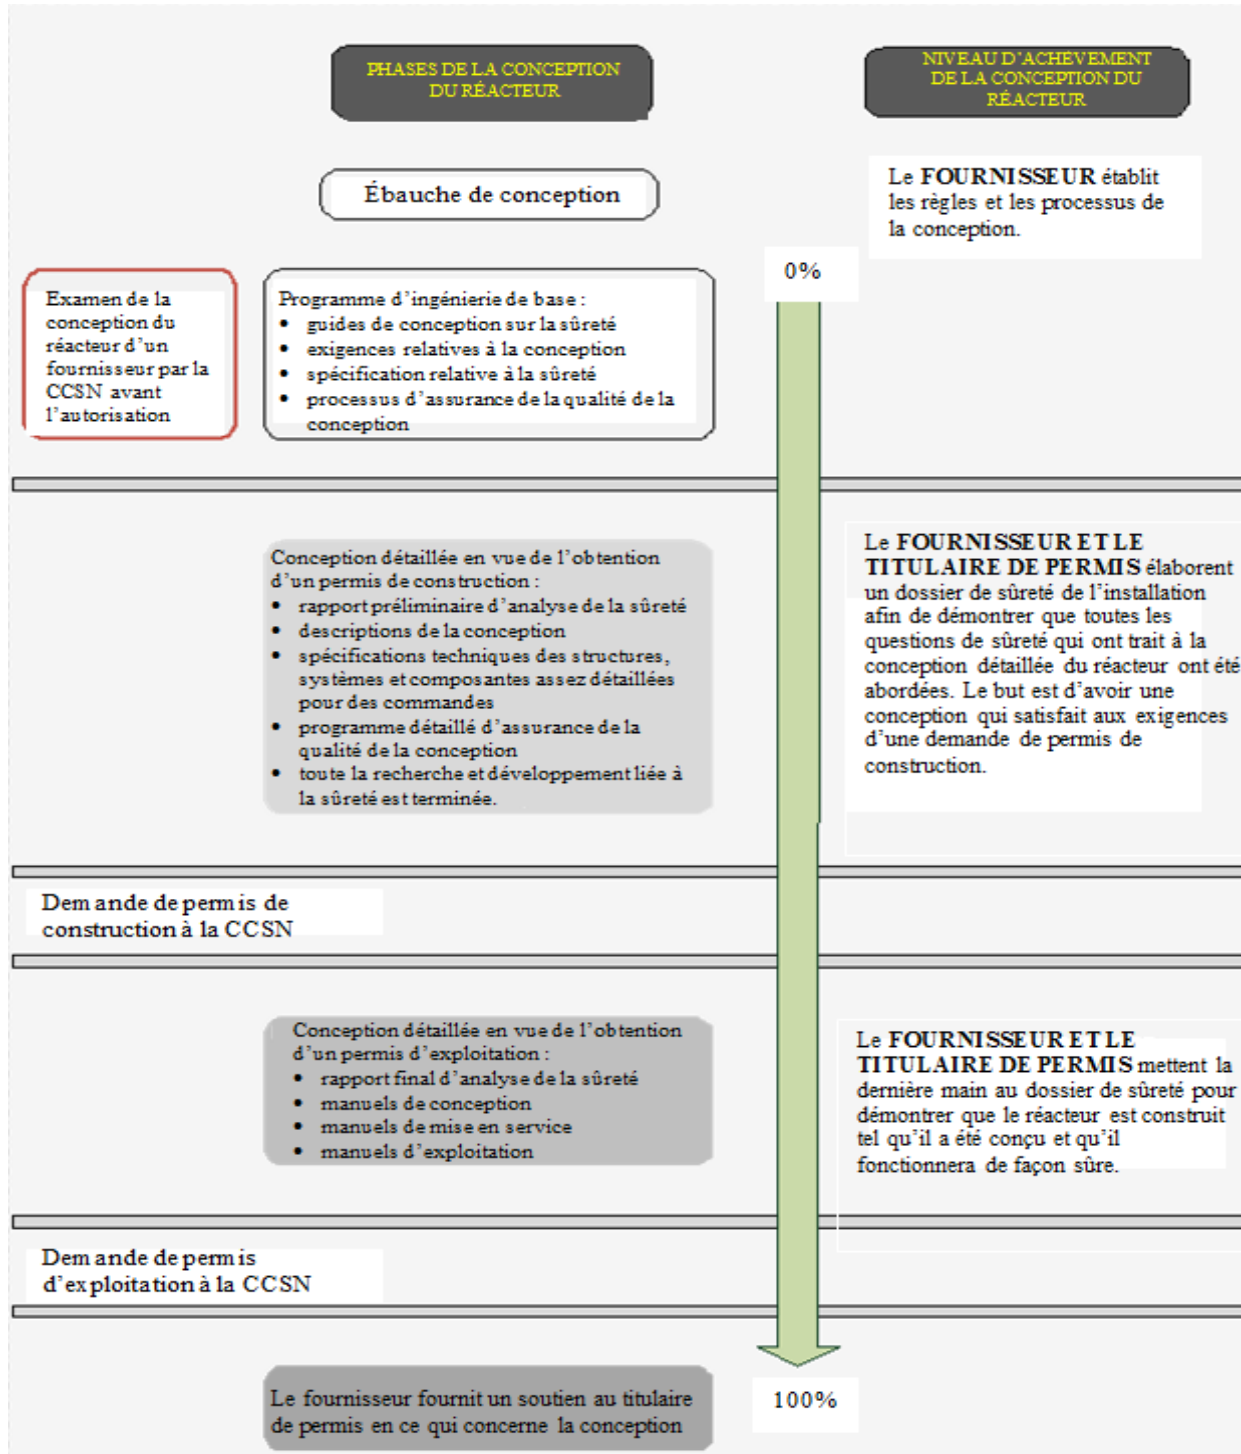 PHASES DE LA CONCEPTION
DU RÉACTEUR
NIVEAU D'ACHÈVEMENT
DE LA CONCEPTION DU
RÉACTEUR
Ébauche de conception
Le FOURNISSEUR établit
les règles et les processus de
la conception.
0%
Examen de la
conception du
réacteur d'un
fournisseur par la
CCSN avant
l'autorisation
Programme d'ingénierie de base :
• guides de conception sur la sûreté
• exigences relatives à la conception
• spécification relative à la sûreté
• processus d'assurance de la qualité de la
conception
Conception détaillée en vue de l'obtention
d'un permis de construction :
• rapport préliminaire d'analyse de la sûreté
• descriptions de la conception
• spécifications techniques des structures,
systèmes et composantes assez détaillées
pour des commandes
• programme détaillé d'assurance de la
qualité de la conception
• toute la recherche et développement liée à
la sûreté est terminée.
Le FOURNISSEUR ET LE
TITULAIRE DE PERMIS élaborent
un dossier de sûreté de l'installation
afin de démontrer que toutes les
questions de sûreté qui ont trait à la
conception détaillée du réacteur ont été
abordées. Le but est d'avoir une
conception qui satisfait aux exigences
d'une demande de permis de
construction.
Demande de permis de
construction à la CCSN
Conception détaillée en vue de l'obtention
d'un permis d'exploitation :
• rapport final d'analyse de la sûreté
• manuels de conception
• manuels de mise en service
• manuels d'exploitation
Le FOURNISSEUR ET LE
TITULAIRE DE PERMIS mettent la
dernière main au dossier de sûreté pour
démontrer que le réacteur est construit
tel qu'il a été conçu et qu'il
fonctionnera de façon sûre.
Demande de permis
d'exploitation à la CCSN
Le fournisseur fournit un soutien au titulaire
de permis en ce qui concerne la conception
100%